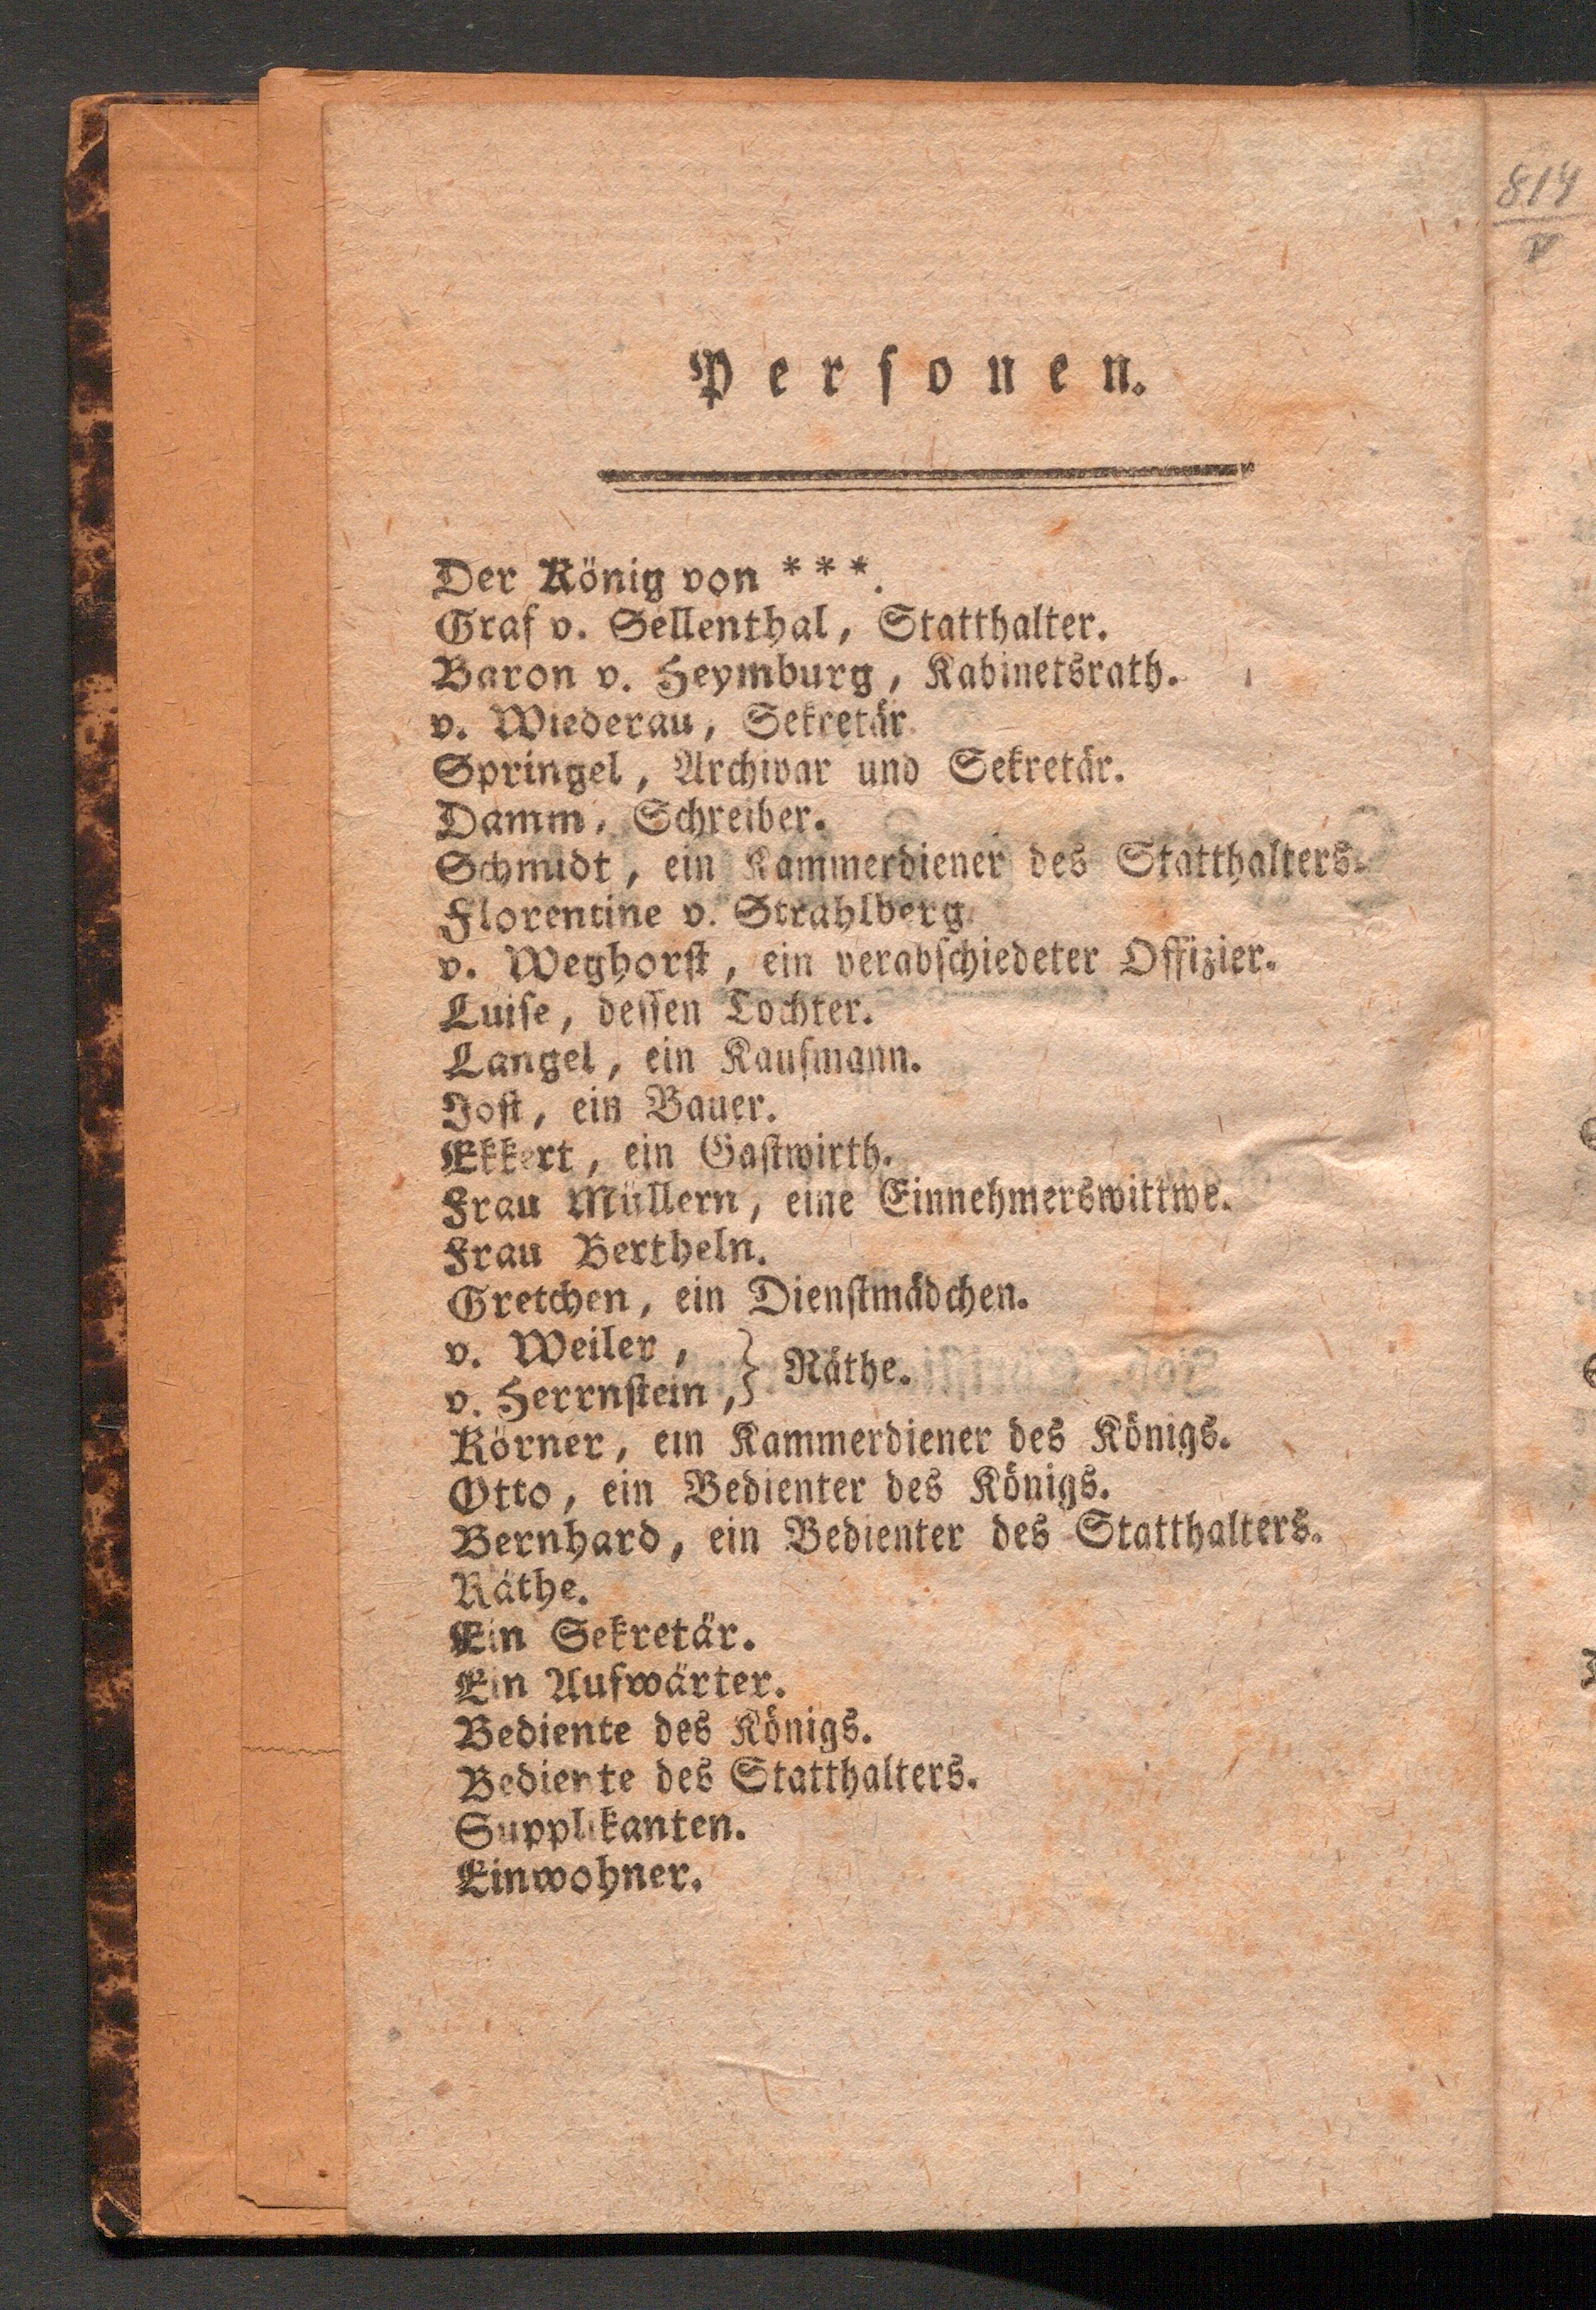 Personen.
Der König von ***.
Graf v. Sellenthal, Statthalter.
Baron v. Heymburg, Kabinetsrath.
v. Wiederau, Sekretär.
Springel, Archivar und Sekretär.
Damm, Schreiber.
Schmidt, ein Kammerdiener des Statthalters.
Florentine v. Strahlberg.
v. Weghorst, ein verabschiedeter Offizier.
Luise, dessen Tochter.
Langel, ein Kaufmann.
Jost, ein Bauer.
Ekkert, ein Gastwirth.
Frau Müllern, eine Einnehmerswittwe.
Frau Bertheln.
Gretchen, ein Dienstmädchen.
v. Weiler,
v. Herrnstein, } Räthe.
Körner, ein Kammerdiener des Königs.
Otto, ein Bedienter des Königs.
Bernhard, ein Bedienter des Statthalters.
Räthe.
Ein Sekretär.
Ein Aufwärter.
Bediente des Königs.
Bediente des Statthalters.
Supplikanten.
Einwohner.
814